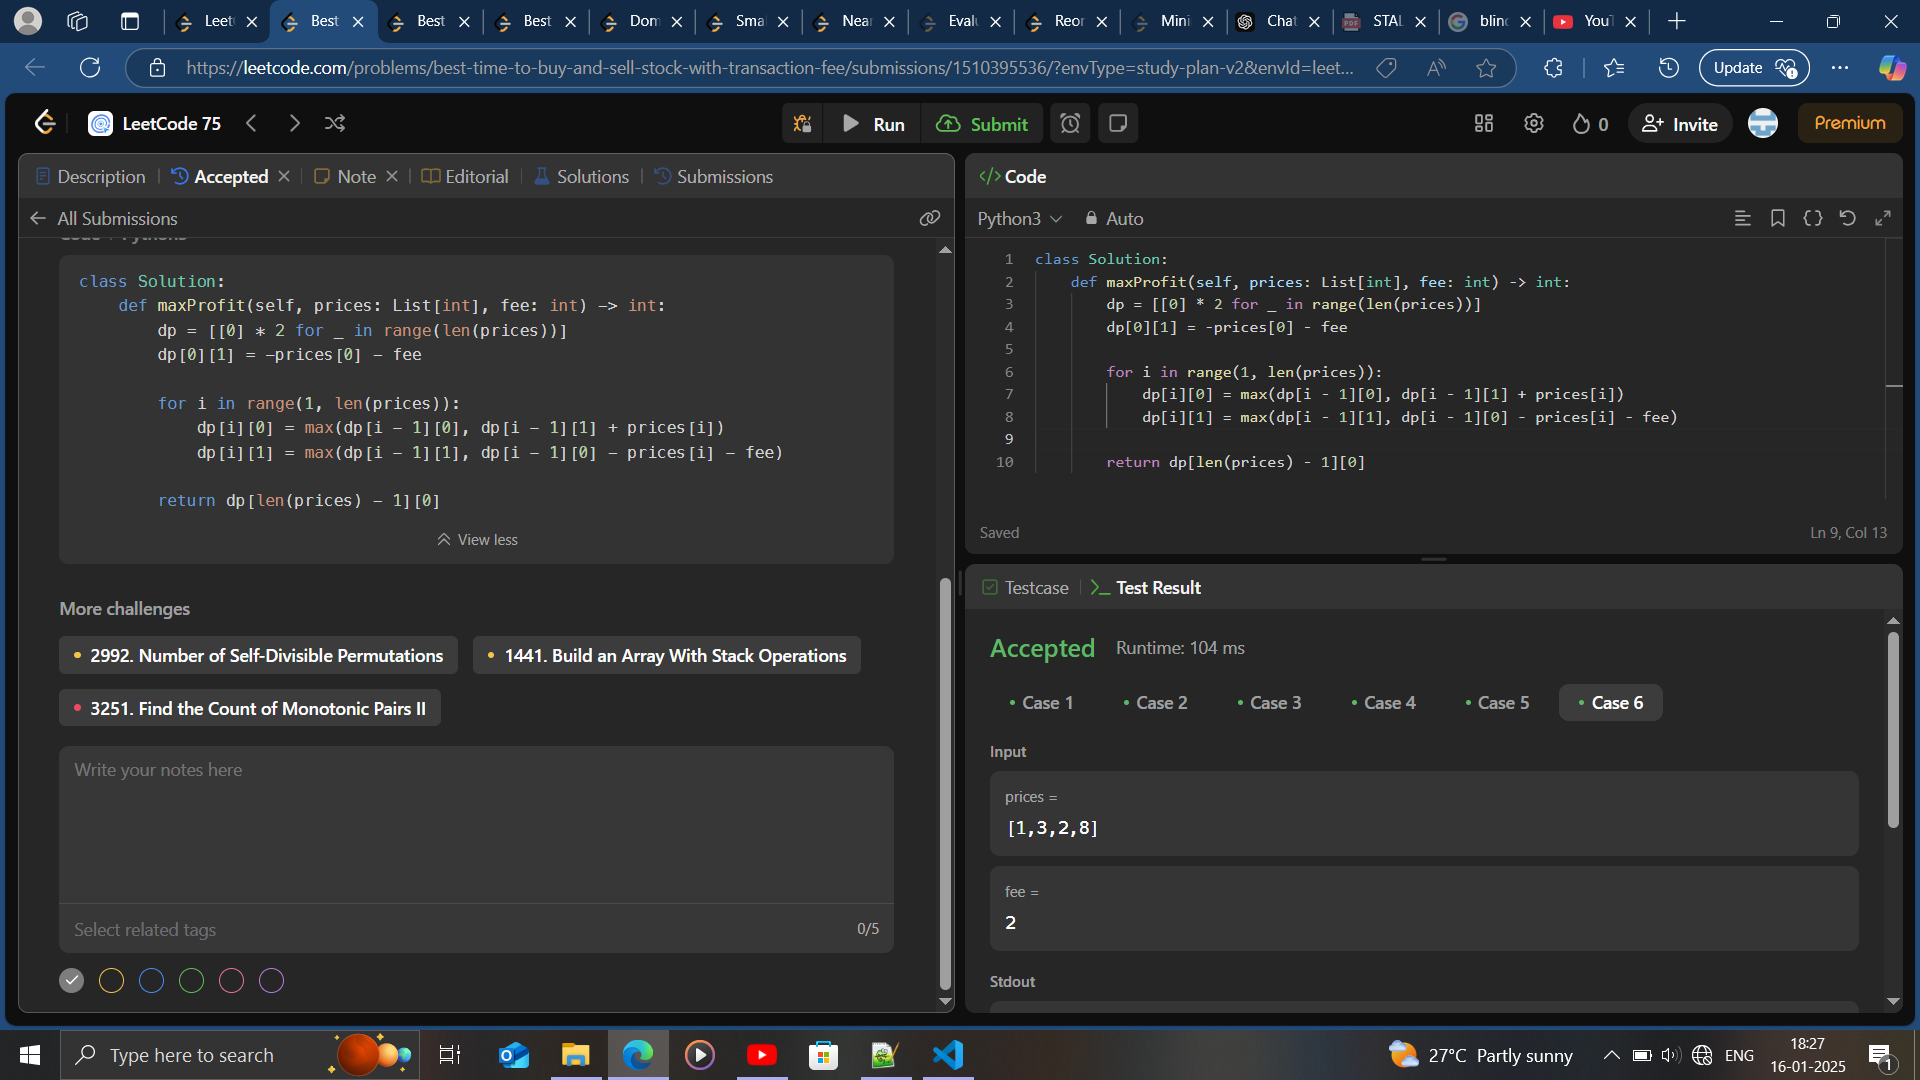 Leet
Best
Best
Best
Dom
Smal
Near
Evalu
Reor
Mini
Chat
STAL
blind
YouT
https://leetcode.com/problems/best-time-to-buy-and-sell-stock-with-transaction-fee/submissions/1510395536/?envType=study-plan-v2&envId=leet...
Update
LeetCode 75
Run
Submit
0
Invite
Premium
Description
Accepted
Note
Editorial
Solutions
Submissions
All Submissions
class Solution:
def maxProfit(self, prices: List[int], fee: int) -> int:
dp = [[0] * 2 for _ in range(len(prices))]
dp[0][1] = -prices[0] - fee
for i in range(1, len(prices)):
dp[i][0] = max(dp[i - 1][0], dp[i - 1][1] + prices[i])
dp[i][1] = max(dp[i - 1][1], dp[i - 1][0] - prices[i] - fee)
return dp[len(prices) - 1][0]
View less
More challenges
2992. Number of Self-Divisible Permutations
1441. Build an Array With Stack Operations
3251. Find the Count of Monotonic Pairs II
Write your notes here
Select related tags
0/5
</> Code
Python3
Auto
1 class Solution:
2 def maxProfit(self, prices: List[int], fee: int) -> int:
3 dp = [[0] * 2 for _ in range(len(prices))]
4 dp[0][1] = -prices[0] - fee
5
6 for i in range(1, len(prices)):
7 dp[i][0] = max(dp[i - 1][0], dp[i - 1][1] + prices[i])
8 dp[i][1] = max(dp[i - 1][1], dp[i - 1][0] - prices[i] - fee)
9
10 return dp[len(prices) - 1][0]
Saved
Ln 9, Col 13
Testcase
Test Result
Accepted
Runtime: 104 ms
Case 1
Case 2
Case 3
Case 4
Case 5
Case 6
Input
prices =
[1,3,2,8]
fee =
2
Stdout
Type here to search
27°C Partly sunny
ENG
18:27
16-01-2025
1